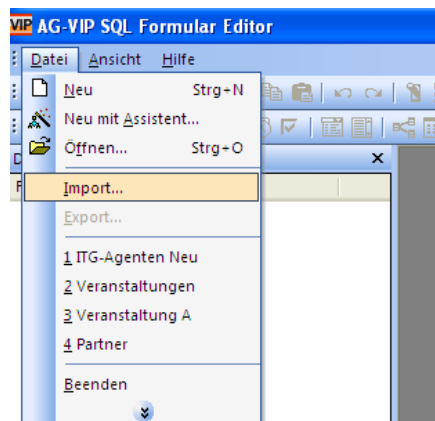 VIP AG-VIP SQL Formular Editor
Datei Ansicht Hilfe
Neu Strg+N
Neu mit Assistent...
Öffnen... Strg+O
Import...
Export...
1 ITG-Agenten Neu
2 Veranstaltungen
3 Veranstaltung A
4 Partner
Beenden